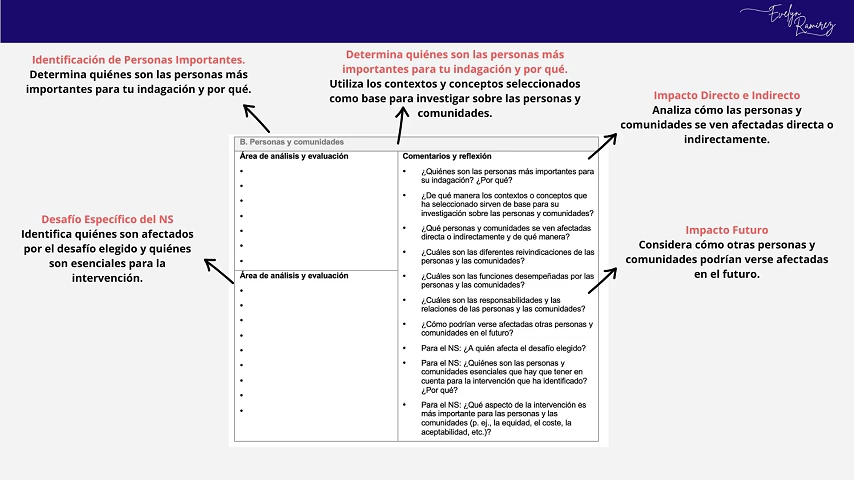 Evelyn
Ramirez
Identificación de Personas Importantes.
Determina quiénes son las personas más
importantes para tu indagación y por qué.
Determina quiénes son las personas más
importantes para tu indagación y por qué.
Utiliza los contextos y conceptos seleccionados
como base para investigar sobre las personas y
comunidades.
Impacto Directo e Indirecto
Analiza cómo las personas y
comunidades se ven afectadas directa o
indirectamente.
Desafío Específico del NS
Identifica quiénes son afectados
por el desafío elegido y quiénes
son esenciales para la
intervención.
Impacto Futuro
Considera cómo otras personas y
comunidades podrían verse afectadas
en el futuro.
B. Personas y comunidades
Área de análisis y evaluación
Área de análisis y evaluación
Comentarios y reflexión
• ¿Quiénes son las personas más importantes para
su indagación? ¿Por qué?
• ¿De qué manera los contextos o conceptos que
ha seleccionado sirven de base para su
investigación sobre las personas y comunidades?
• ¿Qué personas y comunidades se ven afectadas
directa o indirectamente y de qué manera?
• ¿Cuáles son las diferentes reivindicaciones de las
personas y las comunidades?
• ¿Cuáles son las funciones desempeñadas por las
personas y las comunidades?
• ¿Cuáles son las responsabilidades y las
relaciones de las personas y las comunidades?
• ¿Cómo podrían verse afectadas otras personas y
comunidades en el futuro?
• Para el NS: ¿A quién afecta el desafío elegido?
• Para el NS: ¿Quiénes son las personas y
comunidades esenciales que hay que tener en
cuenta para la intervención que ha identificado?
¿Por qué?
• Para el NS: ¿Qué aspecto de la intervención es
más importante para las personas y las
comunidades (p. ej., la equidad, el coste, la
aceptabilidad, etc.)?